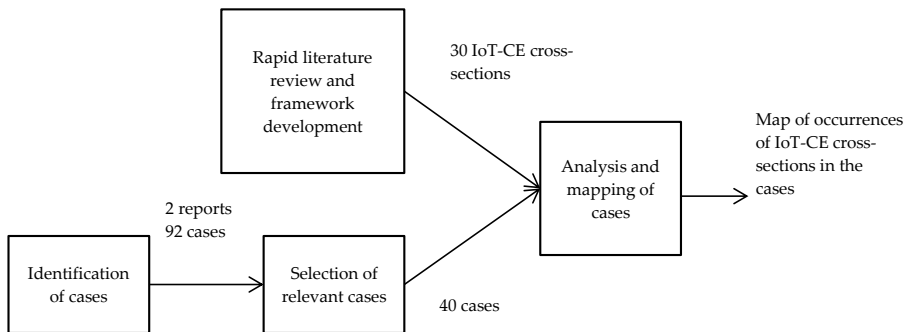 Rapid literature
review and
framework
development
30 IoT-CE cross-
sections
Analysis and
mapping of
cases
Map of occurrences
of IoT-CE cross-
sections in the
cases
2 reports
92 cases
Identification
of cases
Selection of
relevant cases
40 cases